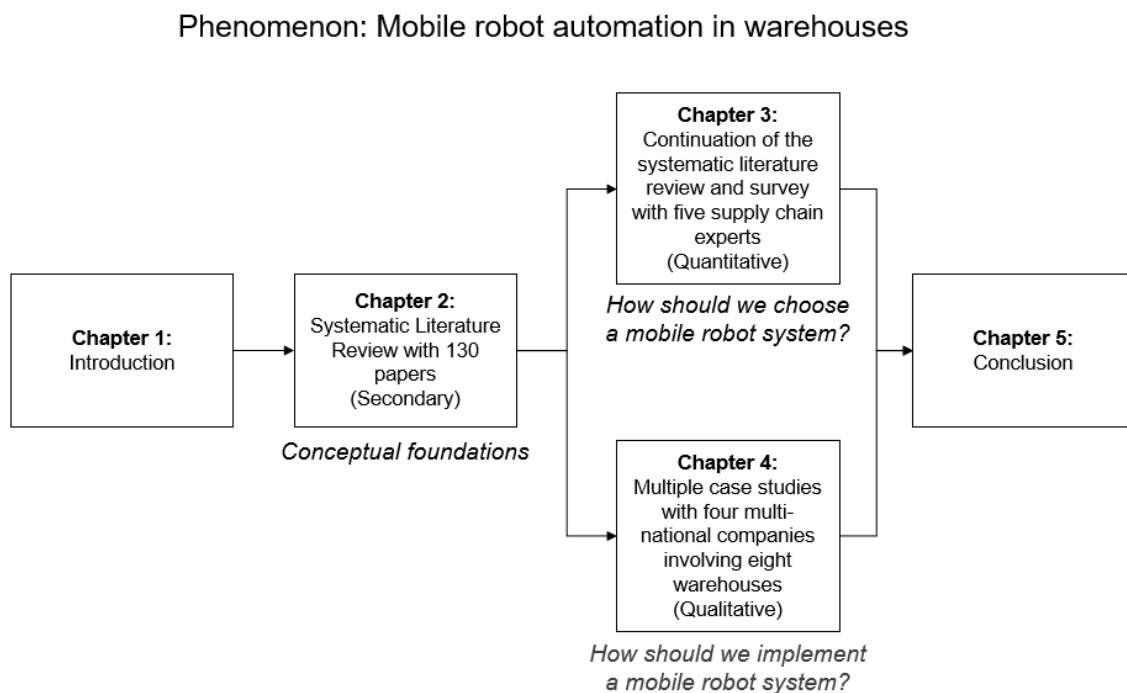 Phenomenon: Mobile robot automation in warehouses
Chapter 1:
Introduction
Chapter 2:
Systematic Literature
Review with 130
papers
(Secondary)
Conceptual foundations
Chapter 3:
Continuation of the
systematic literature
review and survey
with five supply chain
experts
(Quantitative)
How should we choose
a mobile robot system?
Chapter 4:
Multiple case studies
with four multi-
national companies
involving eight
warehouses
(Qualitative)
How should we implement
a mobile robot system?
Chapter 5:
Conclusion